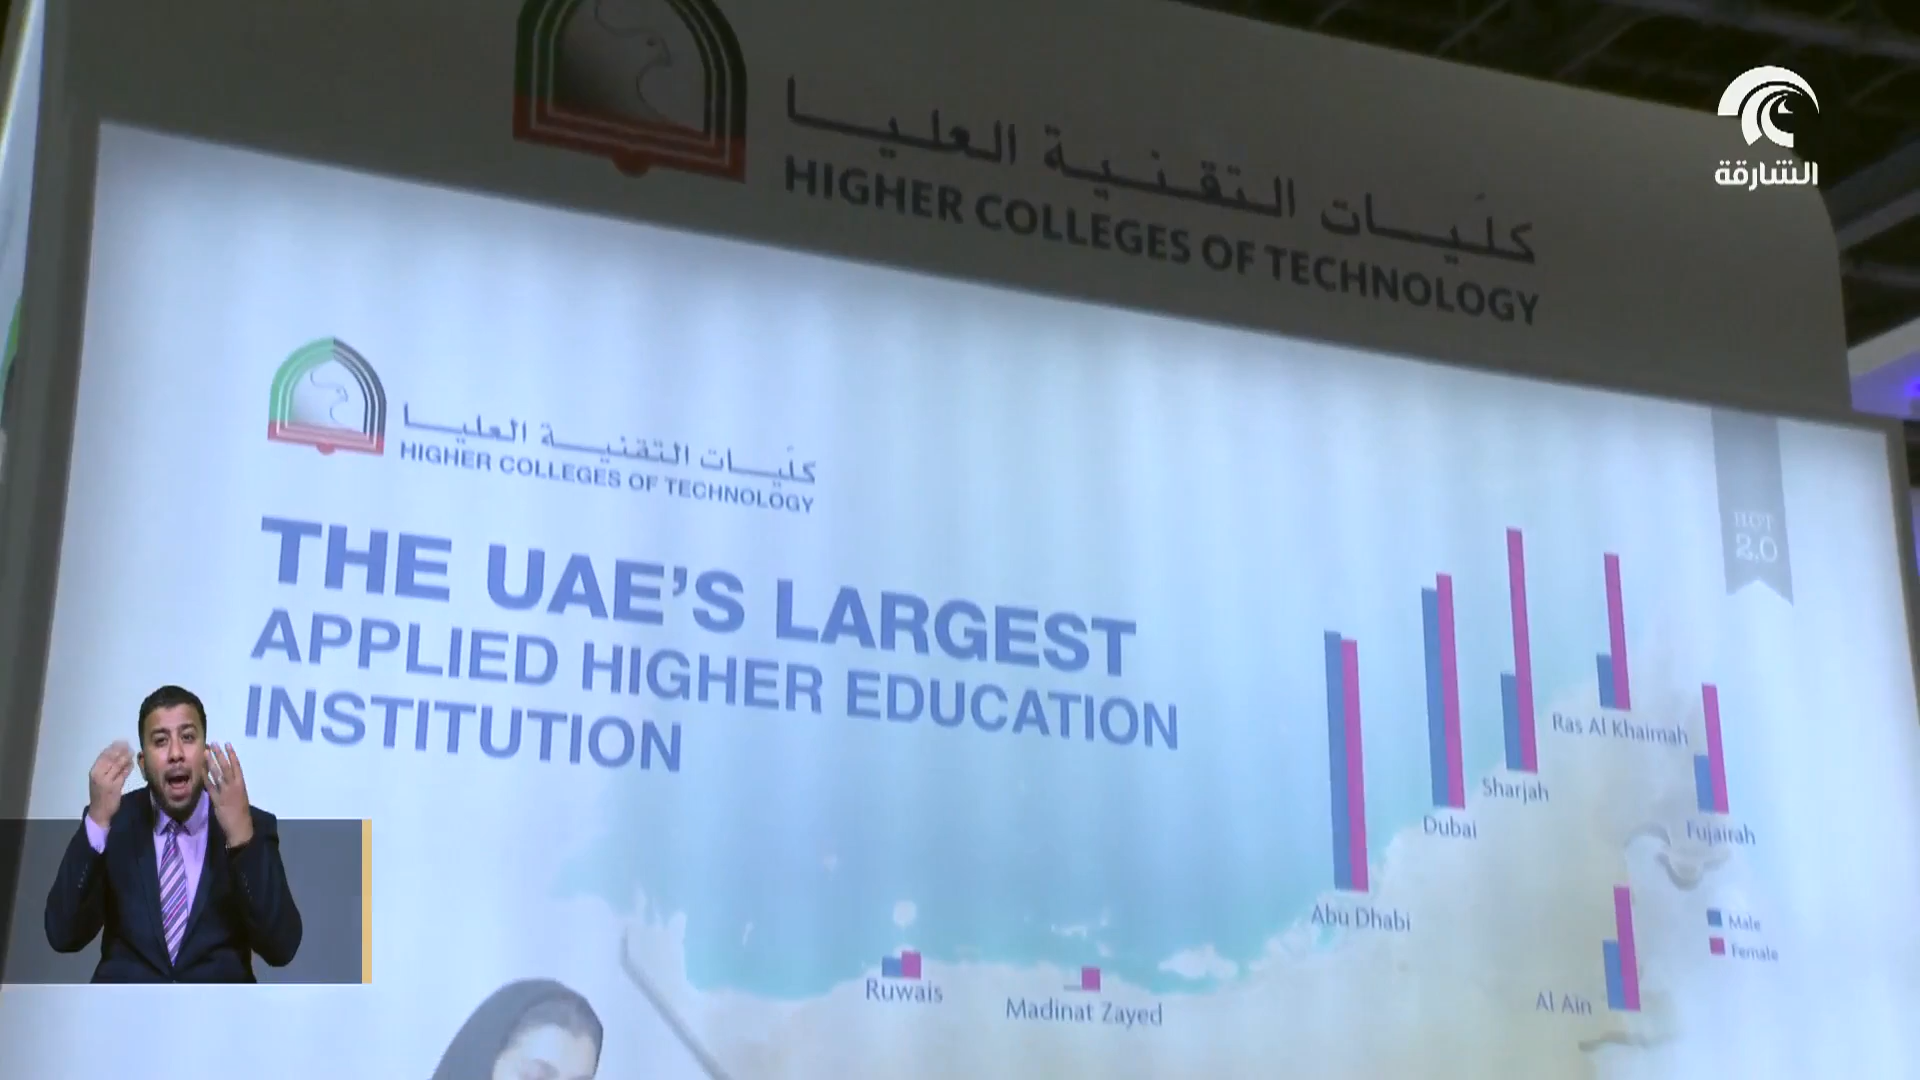 كليات التقنية العليا
HIGHER COLLEGES OF TECHNOLOGY
الشارقة
كليات التقنية العليا
HIGHER COLLEGES OF TECHNOLOGY
THE UAE'S LARGEST
APPLIED HIGHER EDUCATION
INSTITUTION
HCT
2.0
Ras Al Khaimah
Sharjah
Dubai
Fujairah
Abu Dhabi
Male
Female
Ruwais
Madinat Zayed
Al Ain